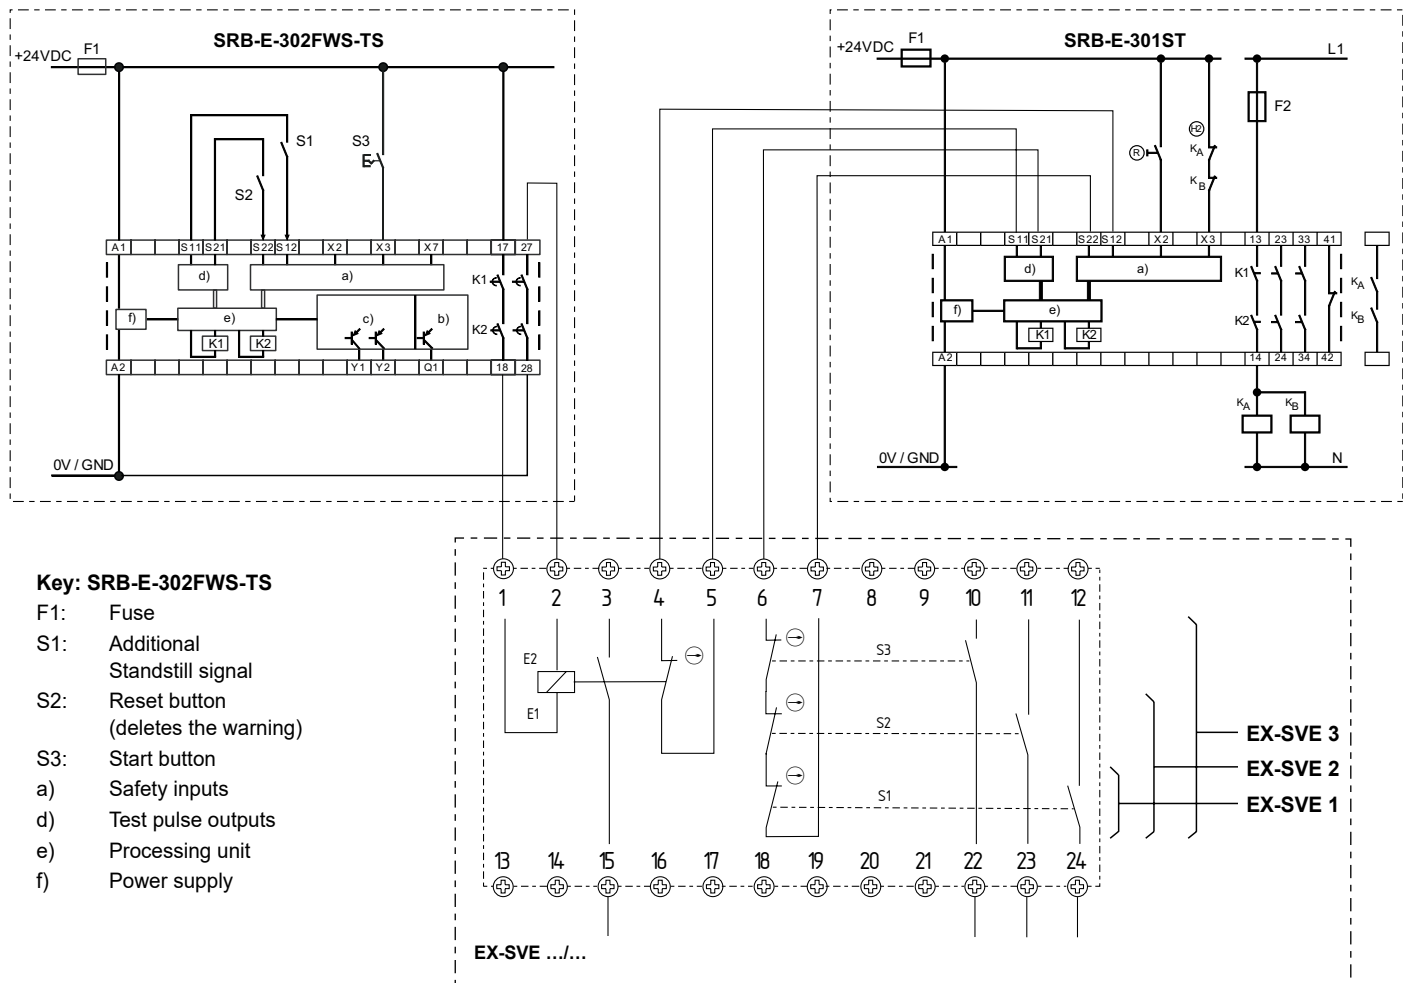 SRB-E-302FWS-TS
+24VDC F1
S1
S3
S2
A1 S11 S21 S22 S12 X2 X3 X7 17 27
d) a)
K1
f) e) c) b)
K1 K2
K2
A2 Y1 Y2 Q1 18 28
0V / GND
SRB-E-301ST
+24VDC F1 L1
F2
H2
R KA
KB
A1 S11 S21 S22 S12 X2 X3 13 23 33 41
d) a)
K1 KA
f) e)
K1 K2
K2 KB
A2 14 24 34 42
KA KB
0V / GND N
Key: SRB-E-302FWS-TS
F1: Fuse
S1: Additional
Standstill signal
S2: Reset button
(deletes the warning)
S3: Start button
a) Safety inputs
d) Test pulse outputs
e) Processing unit
f) Power supply
1 2 3 4 5 6 7 8 9 10 11 12
E2 S3
E1 S2
S1
EX-SVE 3
EX-SVE 2
EX-SVE 1
13 14 15 16 17 18 19 20 21 22 23 24
EX-SVE .../...